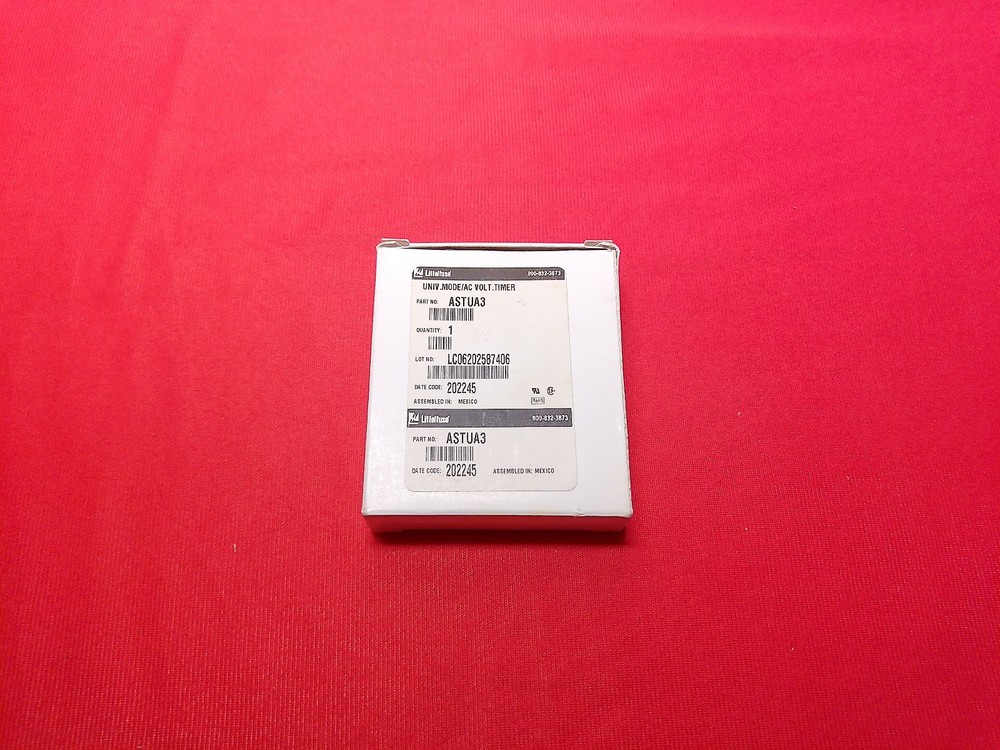 Littelfuse 800-832-3873
UNIV.MODE/AC VOLT.TIMER
PART NO: ASTUA3
QUANTITY: 1
LOT NO: LC06202587406
DATE CODE: 202245
ASSEMBLED IN: MEXICO
RoHS
Littelfuse 800-832-3873
PART NO: ASTUA3
DATE CODE: 202245 ASSEMBLED IN: MEXICO